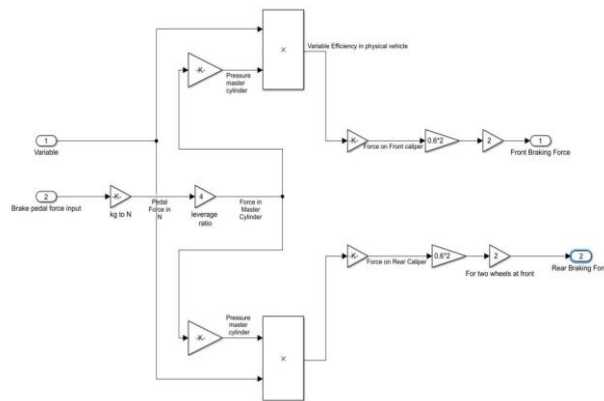 ×
Variable Efficiency in physical vehicle
-K-
Pressure
master
cylinder
1
Variable
-K-
Force on Front caliper
0.6*2
2
1
Front Braking Force
2
Brake pedal force input
-K-
kg to N
Pedal
Force in
N
4
leverage
ratio
Force in
Master
Cylinder
-K-
Force on Rear Caliper
0.6*2
2
For two wheels at front
2
Rear Braking For
-K-
Pressure
master
cylinder
×